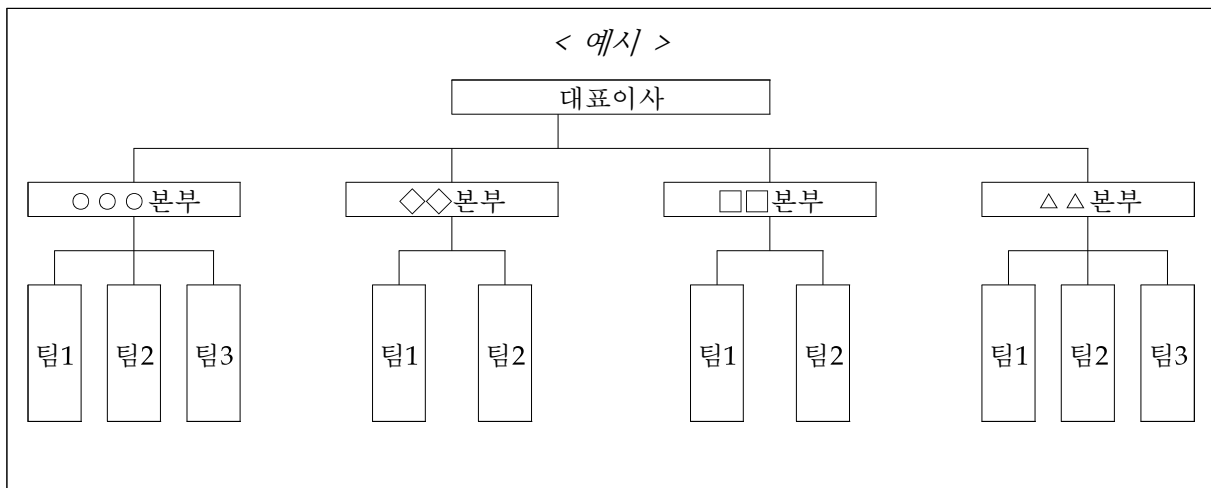 < 예시 >
대표이사
○○○본부 ◇◇본부 □□본부 △△본부
팀1 팀2 팀3 팀1 팀2 팀1 팀2 팀1 팀2 팀3